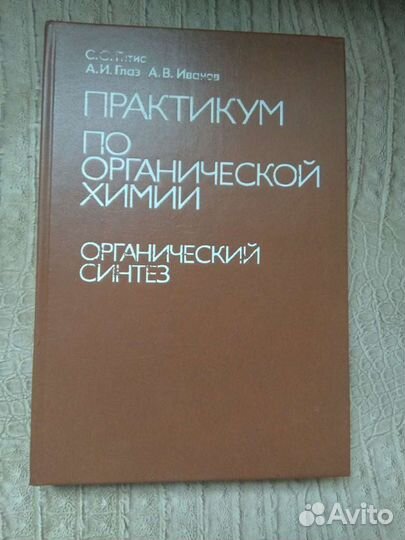 С. С. Гитис
А. И. Глаз А. В. Иванов
ПРАКТИКУМ
ПО
ОРГАНИЧЕСКОЙ
ХИМИИ
ОРГАНИЧЕСКИЙ
СИНТЕЗ
Avito